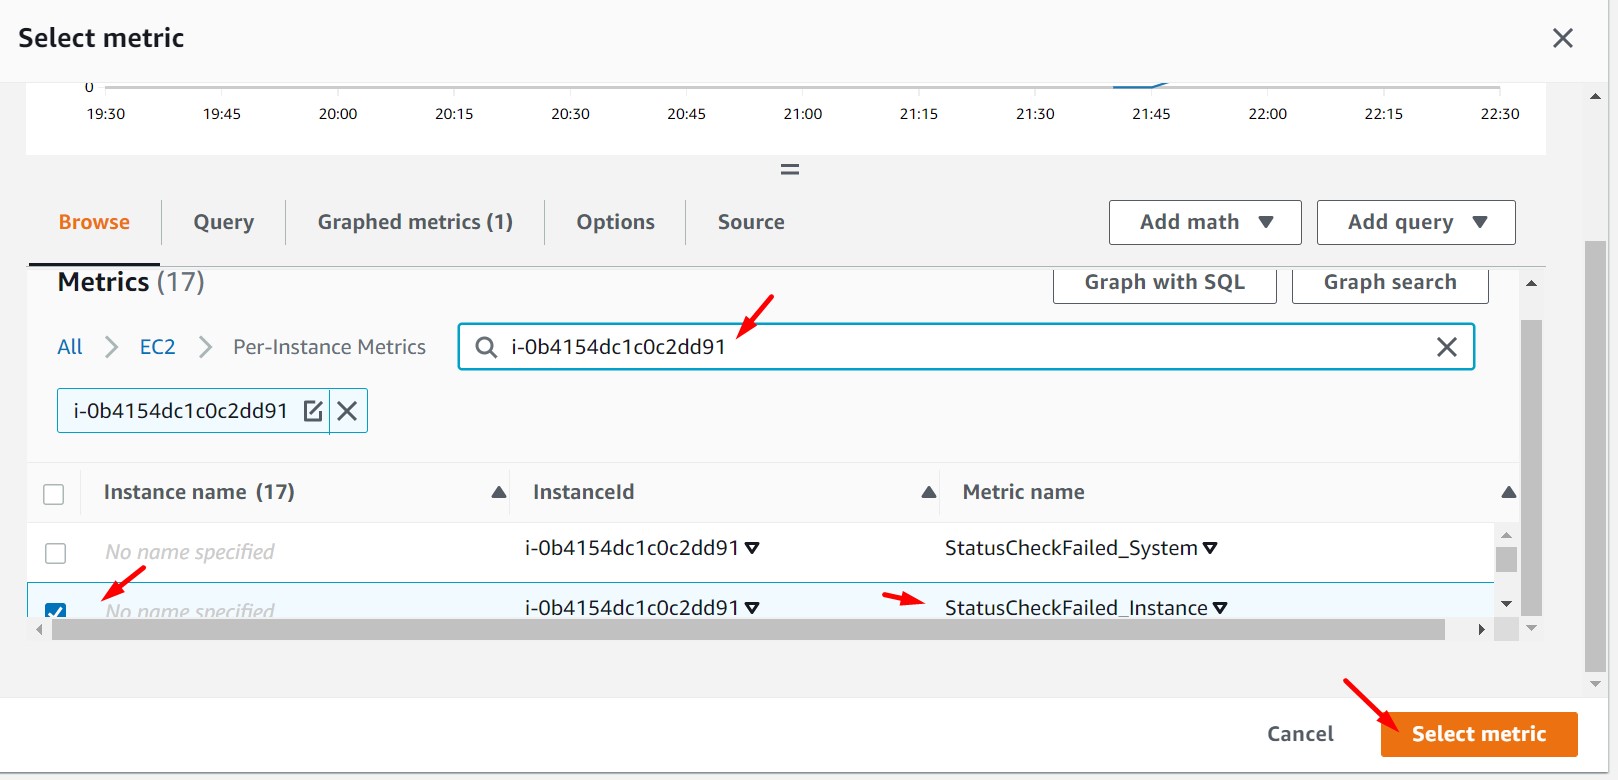 Select metric
0
19:30 19:45 20:00 20:15 20:30 20:45 21:00 21:15 21:30 21:45 22:00 22:15 22:30
Browse Query Graphed metrics (1) Options Source Add math Add query
Metrics (17) Graph with SQL Graph search
All EC2 Per-Instance Metrics i-0b4154dc1c0c2dd91
i-0b4154dc1c0c2dd91
Instance name (17) InstanceId Metric name
No name specified i-0b4154dc1c0c2dd91 StatusCheckFailed_System
No name specified i-0b4154dc1c0c2dd91 StatusCheckFailed_Instance
Cancel Select metric